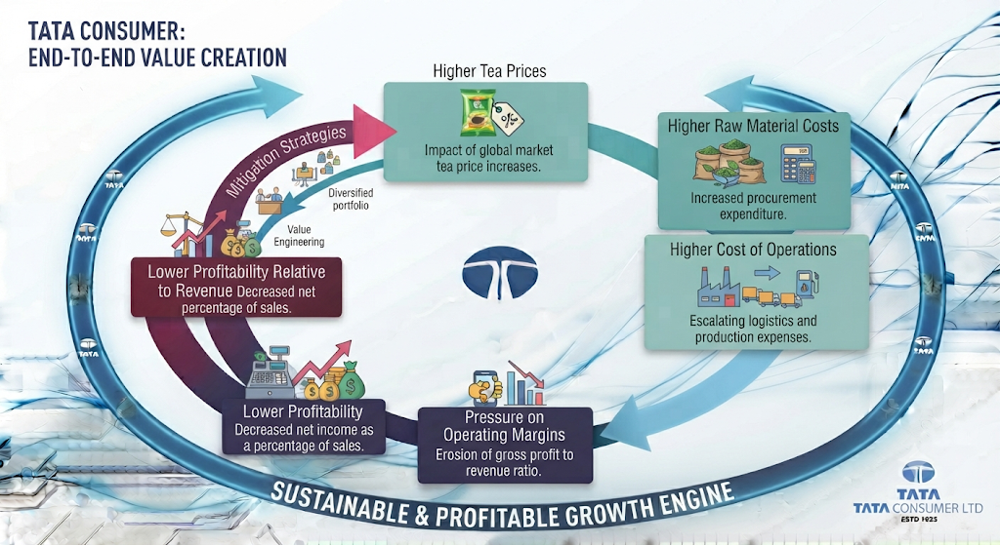 TATA CONSUMER:
END-TO-END VALUE CREATION
Higher Tea Prices
Impact of global market
tea price increases.
Higher Raw Material Costs
Increased procurement
expenditure.
Higher Cost of Operations
Escalating logistics and
production expenses.
Pressure on
Operating Margins
Erosion of gross profit to
revenue ratio.
Lower Profitability
Decreased net income as
a percentage of sales.
Lower Profitability Relative
to Revenue Decreased net
percentage of sales.
Mitigation Strategies
Diversified
portfolio
Value
Engineering
TATA
TATA
SUSTAINABLE & PROFITABLE GROWTH ENGINE
TATA
TATA CONSUMER LTD